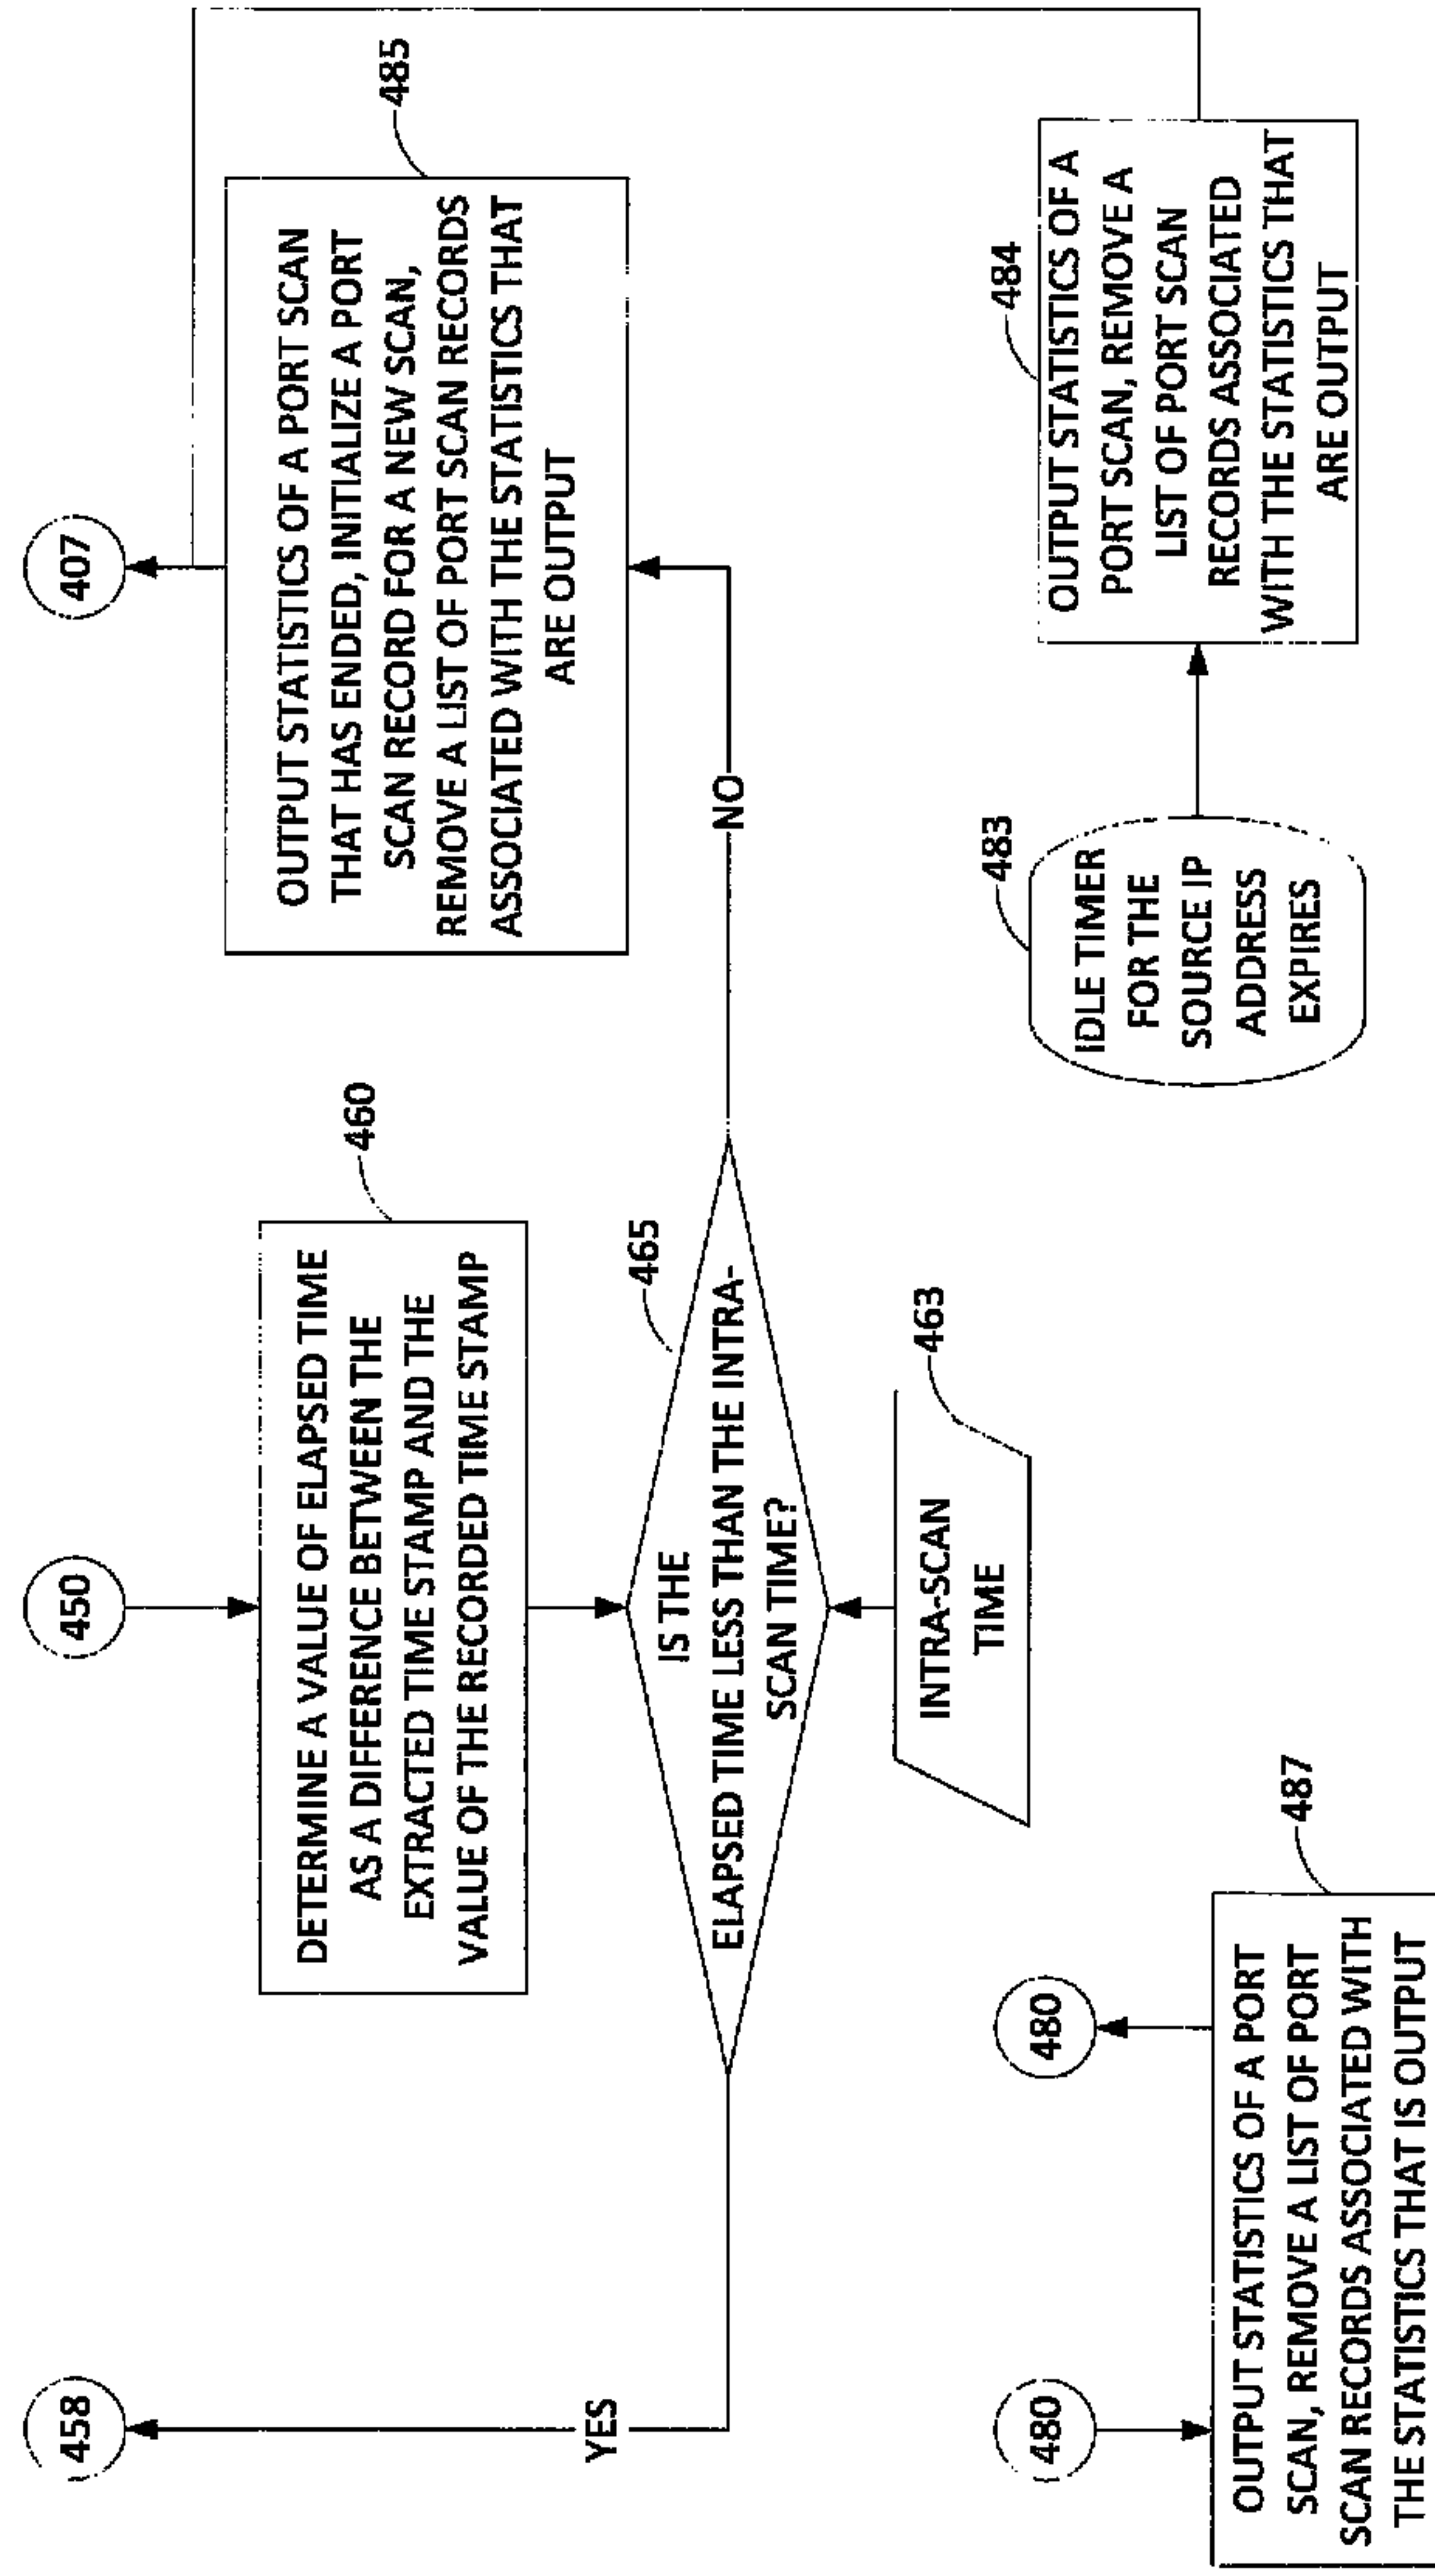 458
450
407
DETERMINE A VALUE OF ELAPSED TIME
AS A DIFFERENCE BETWEEN THE
EXTRACTED TIME STAMP AND THE
VALUE OF THE RECORDED TIME STAMP
460
OUTPUT STATISTICS OF A PORT SCAN
THAT HAS ENDED, INITIALIZE A PORT
SCAN RECORD FOR A NEW SCAN,
REMOVE A LIST OF PORT SCAN RECORDS
ASSOCIATED WITH THE STATISTICS THAT
ARE OUTPUT
485
YES
IS THE
ELAPSED TIME LESS THAN THE INTRA-
SCAN TIME?
465
NO
INTRA-SCAN
TIME
463
480
480
OUTPUT STATISTICS OF A PORT
SCAN, REMOVE A LIST OF PORT
SCAN RECORDS ASSOCIATED WITH
THE STATISTICS THAT IS OUTPUT
487
IDLE TIMER
FOR THE
SOURCE IP
ADDRESS
EXPIRES
483
OUTPUT STATISTICS OF A
PORT SCAN, REMOVE A
LIST OF PORT SCAN
RECORDS ASSOCIATED
WITH THE STATISTICS THAT
ARE OUTPUT
484